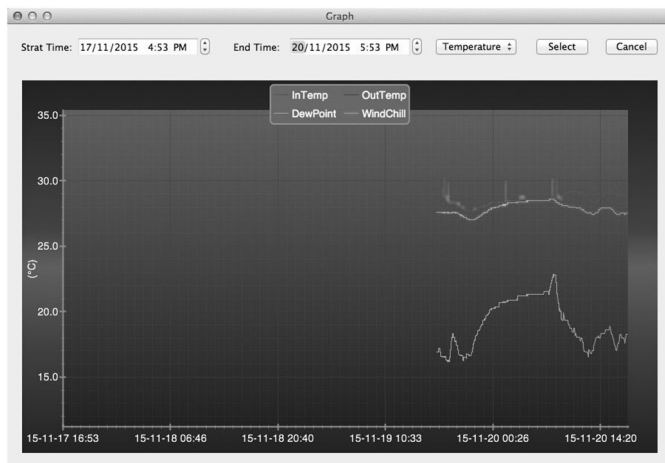 Graph
Strat Time: 17/11/2015 4:53 PM End Time: 20/11/2015 5:53 PM Temperature Select Cancel
InTemp OutTemp
DewPoint WindChill
35.0
30.0
25.0
(°C)
20.0
15.0
15-11-17 16:53 15-11-18 06:46 15-11-18 20:40 15-11-19 10:33 15-11-20 00:26 15-11-20 14:20